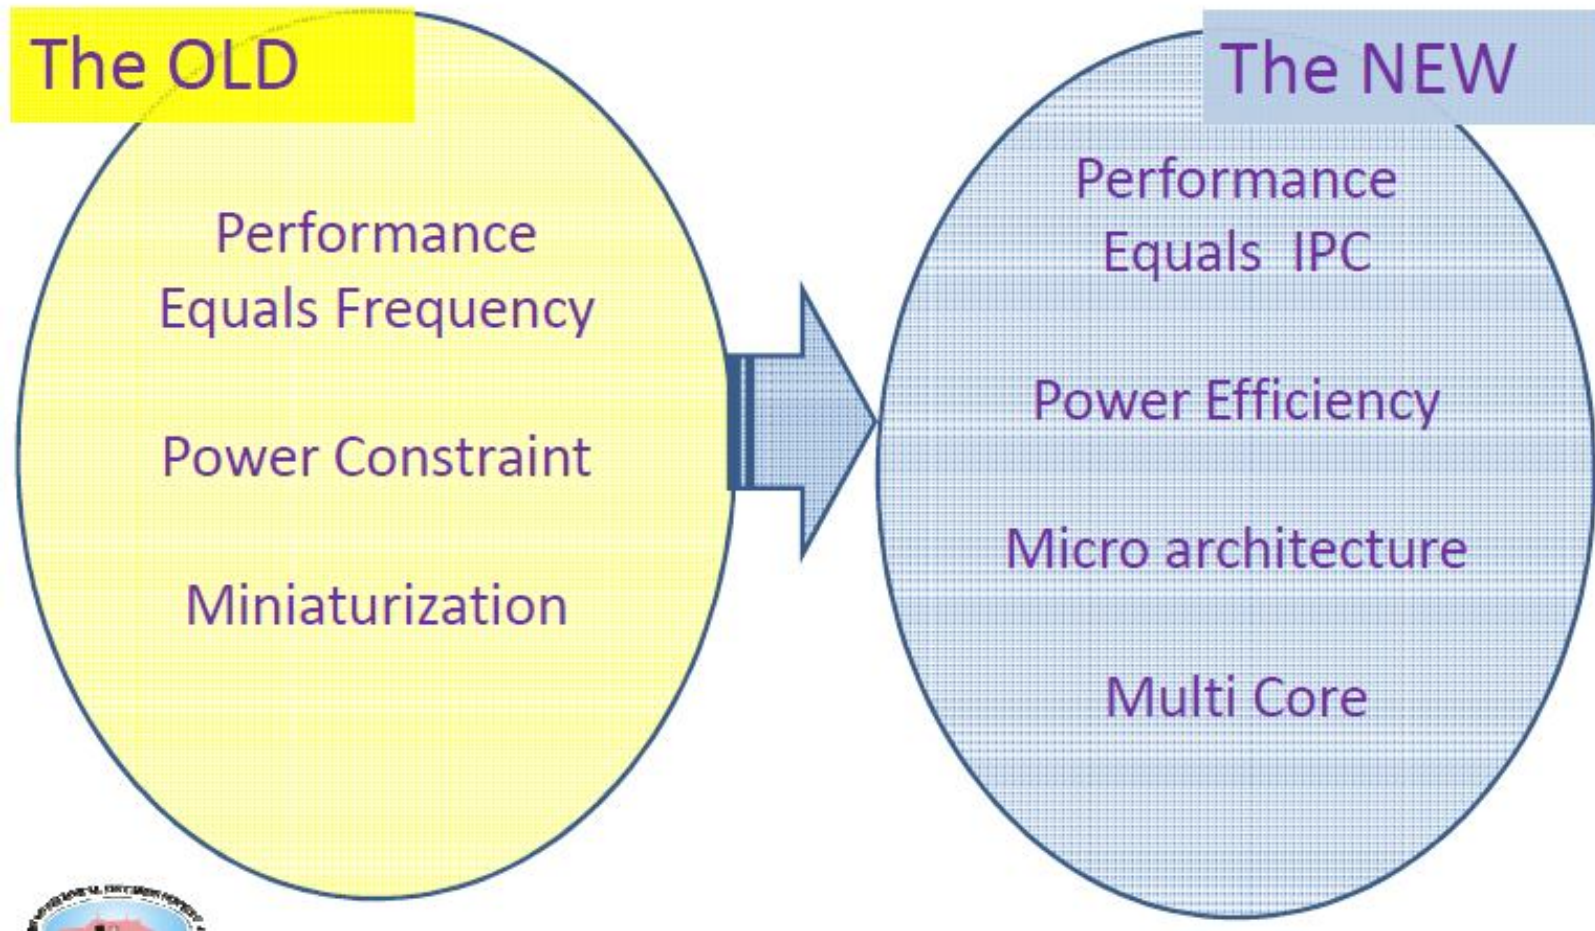 The OLD
Performance
Equals Frequency
Power Constraint
Miniaturization
The NEW
Performance
Equals IPC
Power Efficiency
Micro architecture
Multi Core